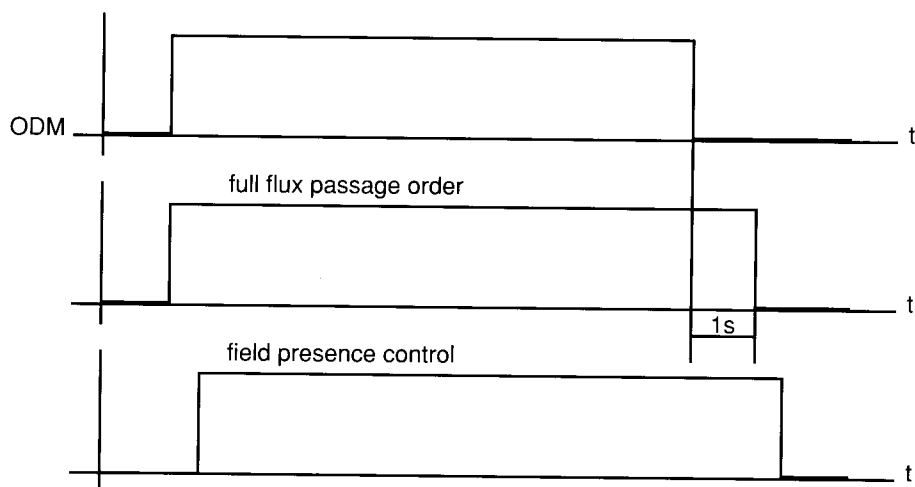 ODM
t
full flux passage order
t
1s
field presence control
t